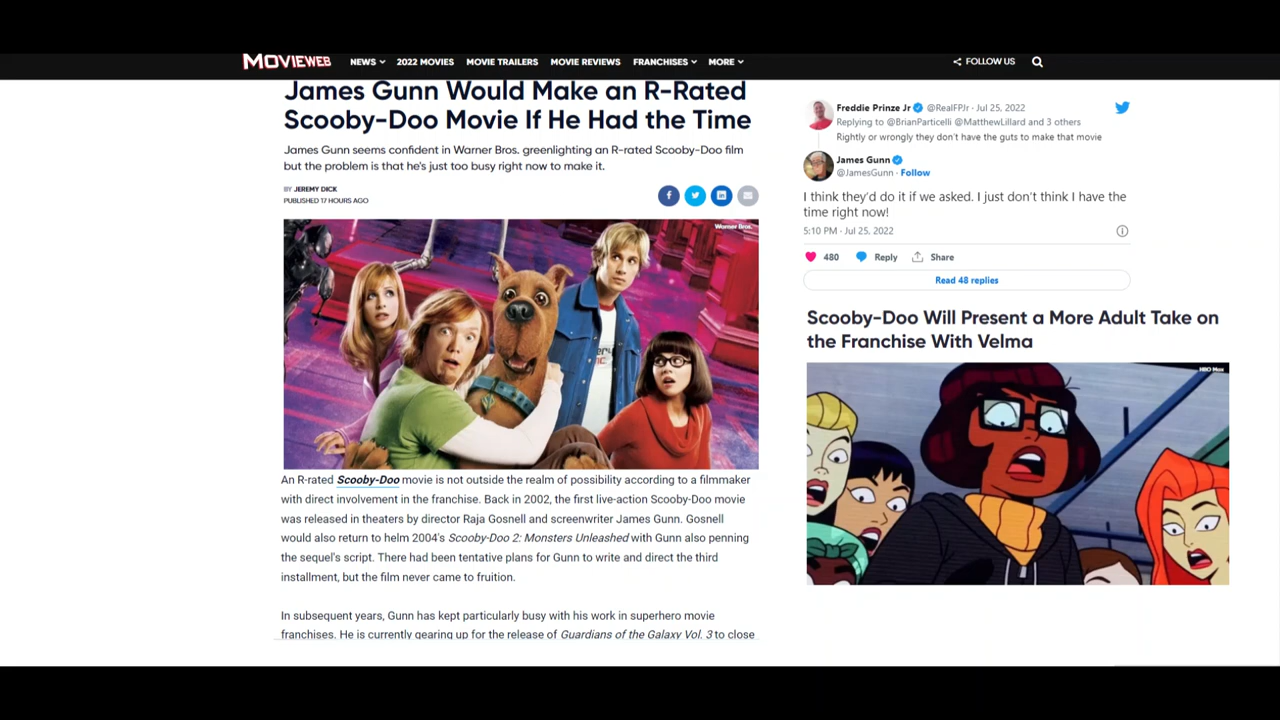 MOVIEWEB NEWS 2022 MOVIES MOVIE TRAILERS MOVIE REVIEWS FRANCHISES MORE FOLLOW US
James Gunn Would Make an R-Rated
Scooby-Doo Movie If He Had the Time
James Gunn seems confident in Warner Bros. greenlighting an R-rated Scooby-Doo film
but the problem is that he's just too busy right now to make it.
BY JEREMY DICK
PUBLISHED 17 HOURS AGO
Warner Bros.
An R-rated Scooby-Doo movie is not outside the realm of possibility according to a filmmaker
with direct involvement in the franchise. Back in 2002, the first live-action Scooby-Doo movie
was released in theaters by director Raja Gosnell and screenwriter James Gunn. Gosnell
would also return to helm 2004's Scooby-Doo 2: Monsters Unleashed with Gunn also penning
the sequel's script. There had been tentative plans for Gunn to write and direct the third
installment, but the film never came to fruition.
In subsequent years, Gunn has kept particularly busy with his work in superhero movie
franchises. He is currently gearing up for the release of Guardians of the Galaxy Vol. 3 to close
Freddie Prinze Jr @RealFPJr · Jul 25, 2022
Replying to @BrianParticelli @MatthewLillard and 3 others
Rightly or wrongly they don't have the guts to make that movie
James Gunn
@JamesGunn · Follow
I think they'd do it if we asked. I just don't think I have the
time right now!
5:10 PM · Jul 25, 2022
480 Reply Share
Read 48 replies
Scooby-Doo Will Present a More Adult Take on
the Franchise With Velma
HBO Max